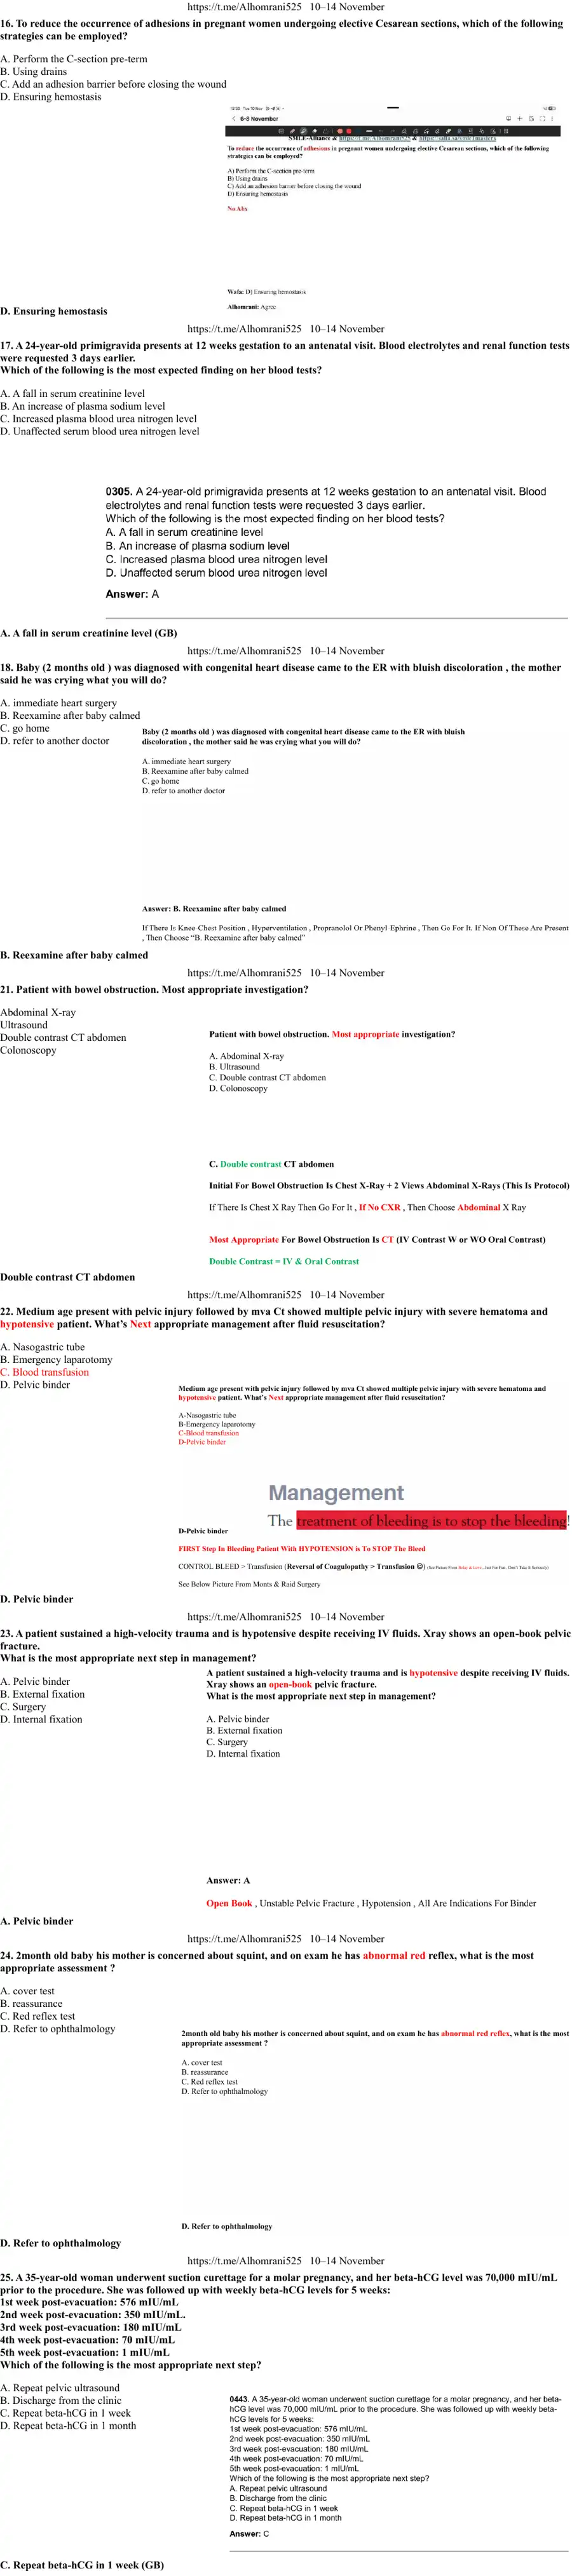 https://t.me/Alhomrani525   10–14 November
16. To reduce the occurrence of adhesions in pregnant women undergoing elective Cesarean sections, which of the following
strategies can be employed?
A. Perform the C-section pre-term
B. Using drains
C. Add an adhesion barrier before closing the wound
D. Ensuring hemostasis
6-8 November
SMLE-Alliance & https://t.me/Alhomrani525 &
To reduce the occurrence of adhesions in pregnant women undergoing elective Cesarean sections, which of the following
strategies can be employed?
A) Perform the C-section pre-term
B) Using drains
C) Add an adhesion barrier before closing the wound
D) Ensuring hemostasis
No Abx
Wafa: D) Ensuring hemostasis
Alhomrani: Agree
D. Ensuring hemostasis
https://t.me/Alhomrani525   10–14 November
17. A 24-year-old primigravida presents at 12 weeks gestation to an antenatal visit. Blood electrolytes and renal function tests
were requested 3 days earlier.
Which of the following is the most expected finding on her blood tests?
A. A fall in serum creatinine level
B. An increase of plasma sodium level
C. Increased plasma blood urea nitrogen level
D. Unaffected serum blood urea nitrogen level
0305. A 24-year-old primigravida presents at 12 weeks gestation to an antenatal visit. Blood
electrolytes and renal function tests were requested 3 days earlier.
Which of the following is the most expected finding on her blood tests?
A. A fall in serum creatinine level
B. An increase of plasma sodium level
C. Increased plasma blood urea nitrogen level
D. Unaffected serum blood urea nitrogen level
Answer: A
A. A fall in serum creatinine level (GB)
https://t.me/Alhomrani525   10–14 November
18. Baby (2 months old ) was diagnosed with congenital heart disease came to the ER with bluish discoloration , the mother
said he was crying what you will do?
A. immediate heart surgery
B. Reexamine after baby calmed
C. go home
D. refer to another doctor
Baby (2 months old ) was diagnosed with congenital heart disease came to the ER with bluish
discoloration , the mother said he was crying what you will do?
A. immediate heart surgery
B. Reexamine after baby calmed
C. go home
D. refer to another doctor
Answer: B. Reexamine after baby calmed
If There Is Knee-Chest Position , Hyperventilation , Propranolol Or Phenyl-Ephrine , Then Go For It. If Non Of These Are Present
, Then Choose “B. Reexamine after baby calmed”
B. Reexamine after baby calmed
https://t.me/Alhomrani525   10–14 November
21. Patient with bowel obstruction. Most appropriate investigation?
Abdominal X-ray
Ultrasound
Double contrast CT abdomen
Colonoscopy
Patient with bowel obstruction. Most appropriate investigation?
A. Abdominal X-ray
B. Ultrasound
C. Double contrast CT abdomen
D. Colonoscopy
C. Double contrast CT abdomen
Initial For Bowel Obstruction Is Chest X-Ray + 2 Views Abdominal X-Rays (This Is Protocol)
If There Is Chest X Ray Then Go For It , If No CXR , Then Choose Abdominal X Ray
Most Appropriate For Bowel Obstruction Is CT (IV Contrast W or WO Oral Contrast)
Double Contrast = IV & Oral Contrast
Double contrast CT abdomen
https://t.me/Alhomrani525   10–14 November
22. Medium age present with pelvic injury followed by mva Ct showed multiple pelvic injury with severe hematoma and
hypotensive patient. What’s Next appropriate management after fluid resuscitation?
A. Nasogastric tube
B. Emergency laparotomy
C. Blood transfusion
D. Pelvic binder
Medium age present with pelvic injury followed by mva Ct showed multiple pelvic injury with severe hematoma and
hypotensive patient. What’s Next appropriate management after fluid resuscitation?
A-Nasogastric tube
B-Emergency laparotomy
C-Blood transfusion
D-Pelvic binder
Management
The treatment of bleeding is to stop the bleeding!
D-Pelvic binder
FIRST Step In Bleeding Patient With HYPOTENSION is To STOP The Bleed
CONTROL BLEED > Transfusion (Reversal of Coagulopathy > Transfusion 😉)
See Below Picture From Monts & Raid Surgery
D. Pelvic binder
https://t.me/Alhomrani525   10–14 November
23. A patient sustained a high-velocity trauma and is hypotensive despite receiving IV fluids. Xray shows an open-book pelvic
fracture.
What is the most appropriate next step in management?
A. Pelvic binder
B. External fixation
C. Surgery
D. Internal fixation
A patient sustained a high-velocity trauma and is hypotensive despite receiving IV fluids.
Xray shows an open-book pelvic fracture.
What is the most appropriate next step in management?
A. Pelvic binder
B. External fixation
C. Surgery
D. Internal fixation
Answer: A
Open Book , Unstable Pelvic Fracture , Hypotension , All Are Indications For Binder
A. Pelvic binder
https://t.me/Alhomrani525   10–14 November
24. 2month old baby his mother is concerned about squint, and on exam he has abnormal red reflex, what is the most
appropriate assessment ?
A. cover test
B. reassurance
C. Red reflex test
D. Refer to ophthalmology
2month old baby his mother is concerned about squint, and on exam he has abnormal red reflex, what is the most
appropriate assessment ?
A. cover test
B. reassurance
C. Red reflex test
D. Refer to ophthalmology
D. Refer to ophthalmology
D. Refer to ophthalmology
https://t.me/Alhomrani525   10–14 November
25. A 35-year-old woman underwent suction curettage for a molar pregnancy, and her beta-hCG level was 70,000 mIU/mL
prior to the procedure. She was followed up with weekly beta-hCG levels for 5 weeks:
1st week post-evacuation: 576 mIU/mL
2nd week post-evacuation: 350 mIU/mL.
3rd week post-evacuation: 180 mIU/mL
4th week post-evacuation: 70 mIU/mL
5th week post-evacuation: 1 mIU/mL
Which of the following is the most appropriate next step?
A. Repeat pelvic ultrasound
B. Discharge from the clinic
C. Repeat beta-hCG in 1 week
D. Repeat beta-hCG in 1 month
0443. A 35-year-old woman underwent suction curettage for a molar pregnancy, and her beta-
hCG level was 70,000 mIU/mL prior to the procedure. She was followed up with weekly beta-
hCG levels for 5 weeks:
1st week post-evacuation: 576 mIU/mL
2nd week post-evacuation: 350 mIU/mL
3rd week post-evacuation: 180 mIU/mL
4th week post-evacuation: 70 mIU/mL
5th week post-evacuation: 1 mIU/mL
Which of the following is the most appropriate next step?
A. Repeat pelvic ultrasound
B. Discharge from the clinic
C. Repeat beta-hCG in 1 week
D. Repeat beta-hCG in 1 month
Answer: C
C. Repeat beta-hCG in 1 week (GB)